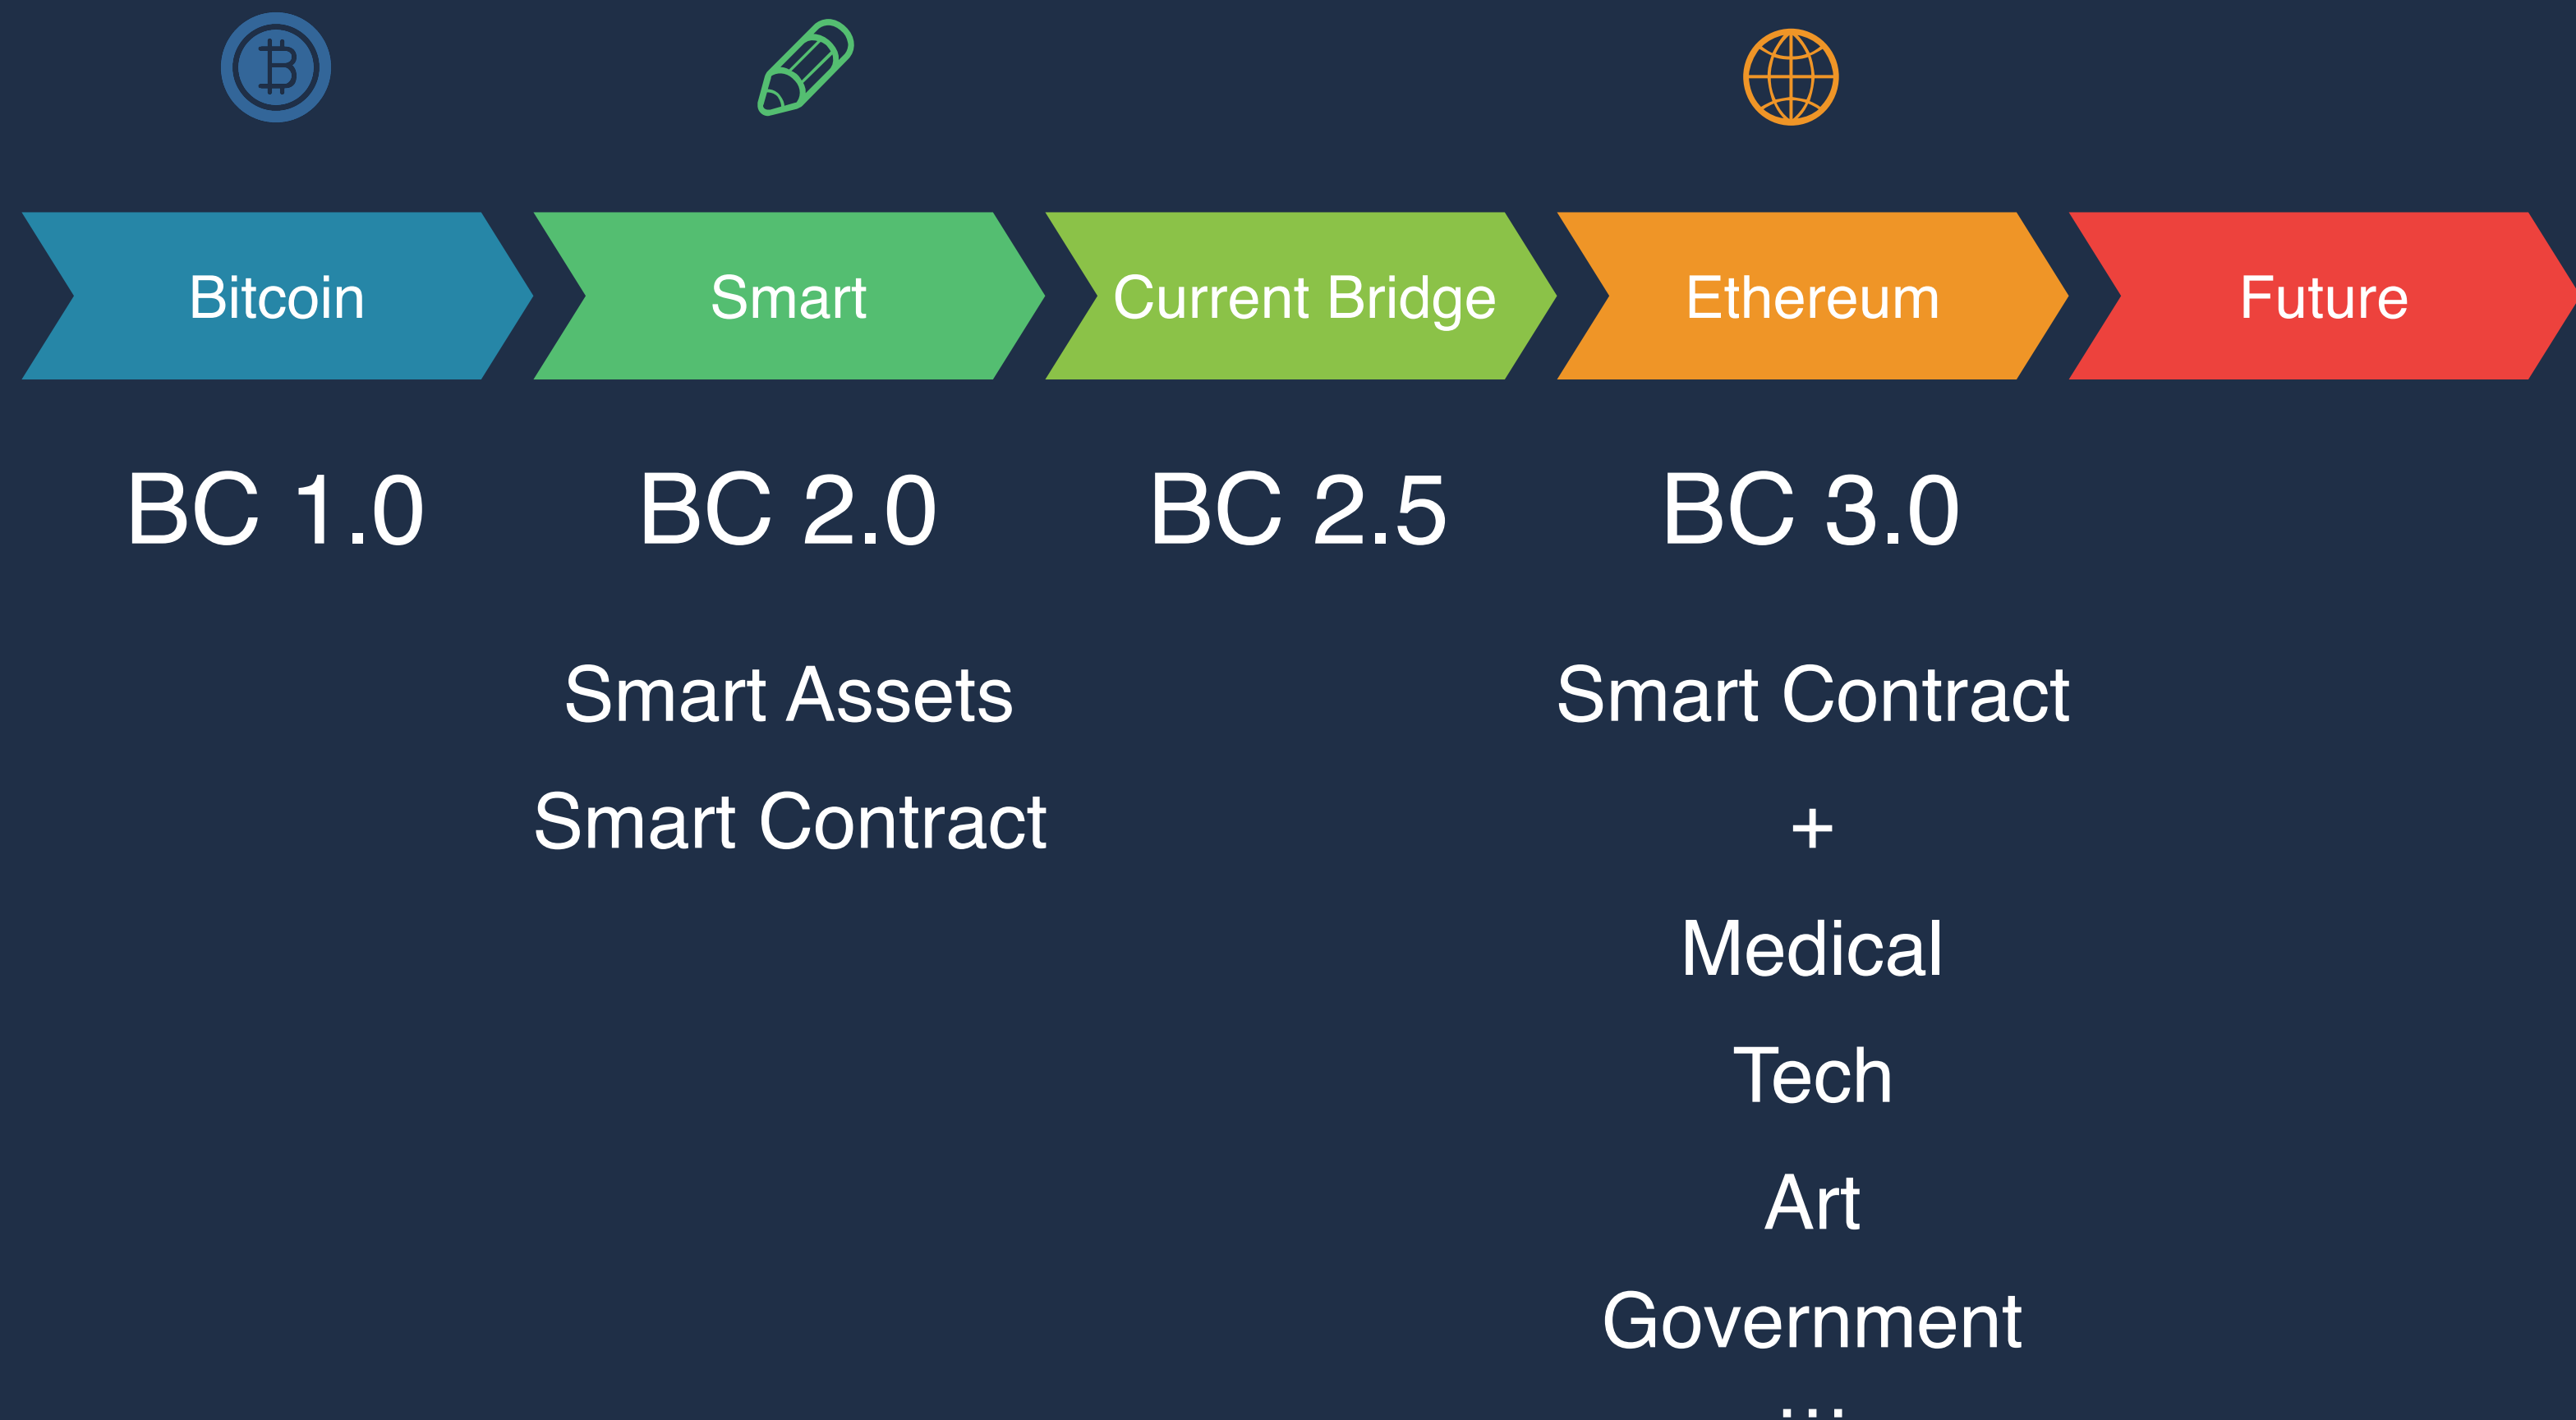 Bitcoin
Smart
Current Bridge
Ethereum
Future
BC 1.0
BC 2.0
BC 2.5
BC 3.0
Smart Assets
Smart Contract
Smart Contract
+
Medical
Tech
Art
Government
...